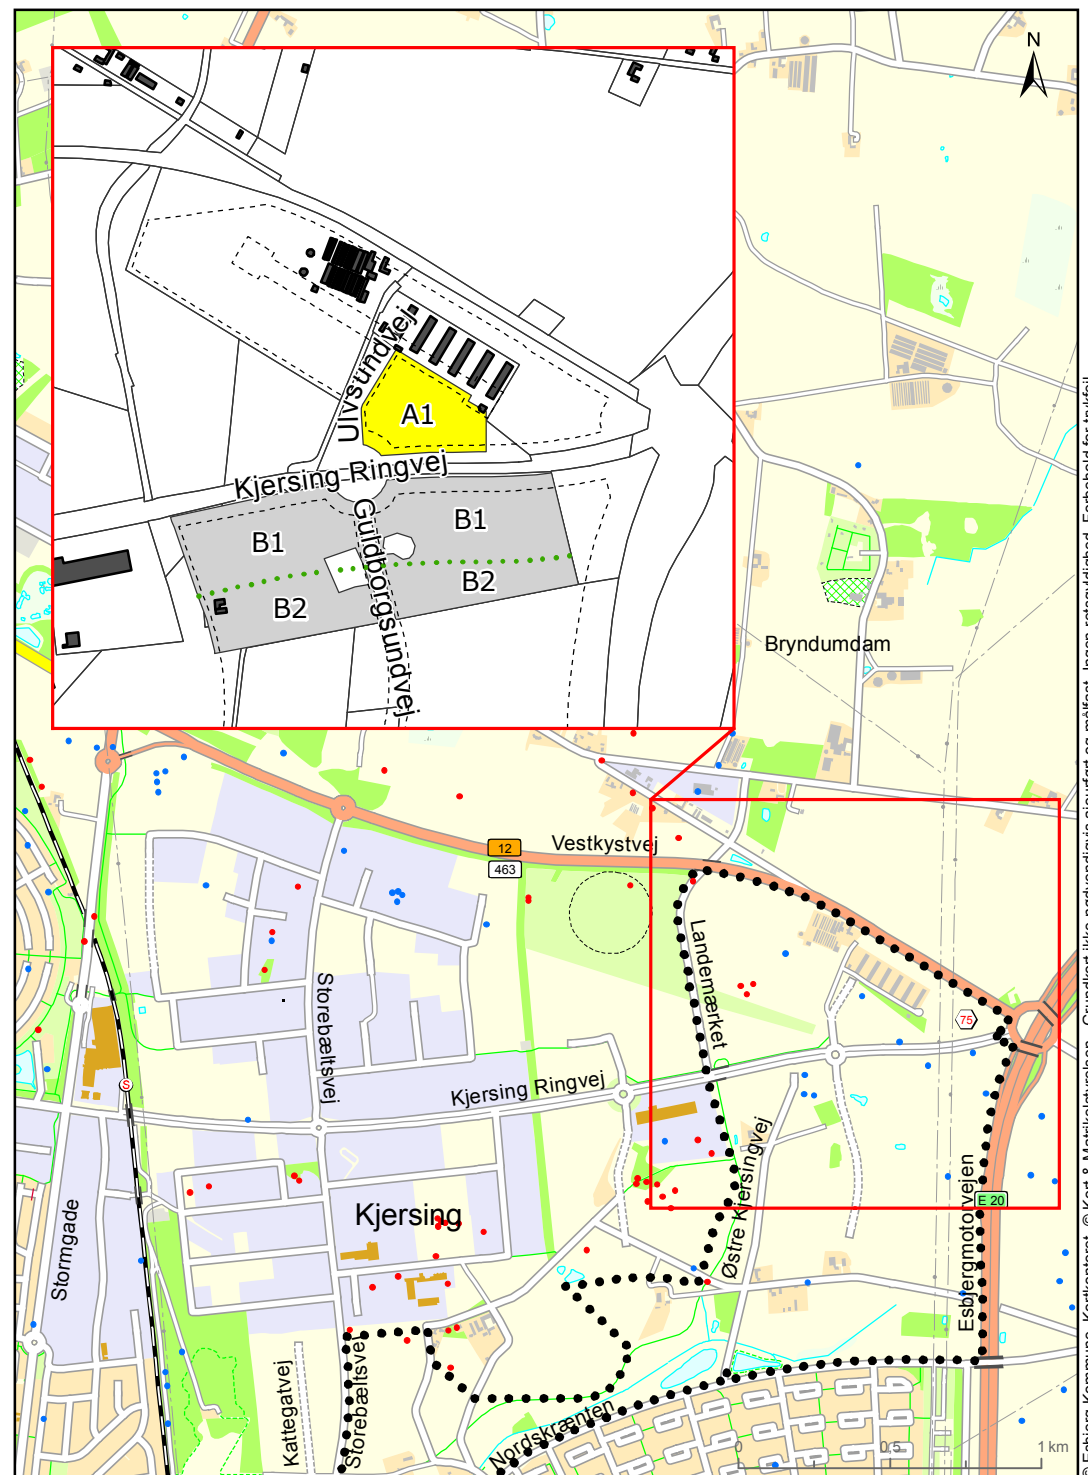 N
Ulvsundvej
A1
Kjersing Ringvej
B1
B1
Guldborgsundvej
B2
B2
Bryndumdam
12
463
Vestkystvej
Landemærket
75
Storebæltsvej
Kjersing Ringvej
S
Østre Kjersingvej
Esbjergmotorvejen
E 20
Stormgade
Kjersing
Kattegatvej
Storebæltsvej
Nordskrænten
0
0,5
1 km